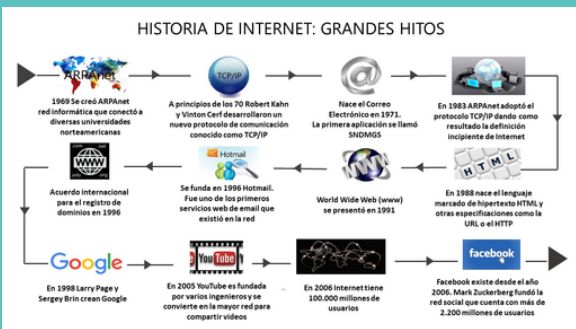 HISTORIA DE INTERNET: GRANDES HITOS
ARPAnet
1969 Se creó ARPAnet
red informática que conectó a
diversas universidades
norteamericanas
TCP/IP
A principios de los 70 Robert Kahn
y Vinton Cerf desarrollaron un
nuevo protocolo de comunicación
conocido como TCP/IP
@
Nace el Correo
Electrónico en 1971.
La primera aplicación se llamó
SNDMGS
En 1983 ARPAnet adoptó el
protocolo TCP/IP dando como
resultado la definición
incipiente de Internet
HTML
En 1988 nace el lenguaje
marcado de hipertexto HTML y
otras especificaciones como la
URL o el HTTP
WWW
World Wide Web (www)
se presentó en 1991
Hotmail
Se funda en 1996 Hotmail.
Fue uno de los primeros
servicios web de email que
existió en la red
.com .net
WWW
.info .org
Acuerdo internacional
para el registro de
dominios en 1996
Google
En 1998 Larry Page y
Sergey Brin crean Google
YouTube
En 2005 YouTube es fundada
por varios ingenieros y se
convierte en la mayor red para
compartir vídeos
..
En 2006 Internet tiene
100.000 millones de
usuarios
facebook
Facebook existe desde el año
2006. Mark Zuckerberg fundó la
red social que cuenta con más de
2.200 millones de usuarios